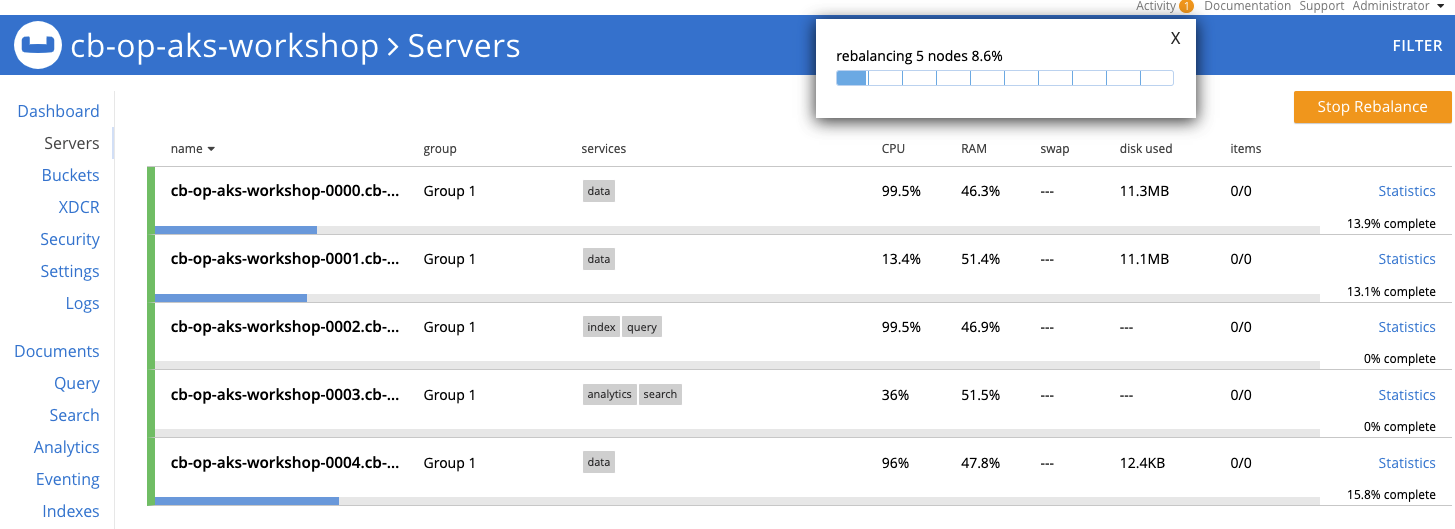 Activity 1 Documentation Support Administrator
cb-op-aks-workshop > Servers
FILTER
X
rebalancing 5 nodes 8.6%
Stop Rebalance
Dashboard
Servers
Buckets
XDCR
Security
Settings
Logs
Documents
Query
Search
Analytics
Eventing
Indexes
name group services CPU RAM swap disk used items
cb-op-aks-workshop-0000.cb-... Group 1 data 99.5% 46.3% --- 11.3MB 0/0 Statistics
13.9% complete
cb-op-aks-workshop-0001.cb-... Group 1 data 13.4% 51.4% --- 11.1MB 0/0 Statistics
13.1% complete
cb-op-aks-workshop-0002.cb-... Group 1 index query 99.5% 46.9% --- --- 0/0 Statistics
0% complete
cb-op-aks-workshop-0003.cb-... Group 1 analytics search 36% 51.5% --- --- 0/0 Statistics
0% complete
cb-op-aks-workshop-0004.cb-... Group 1 data 96% 47.8% --- 12.4KB 0/0 Statistics
15.8% complete